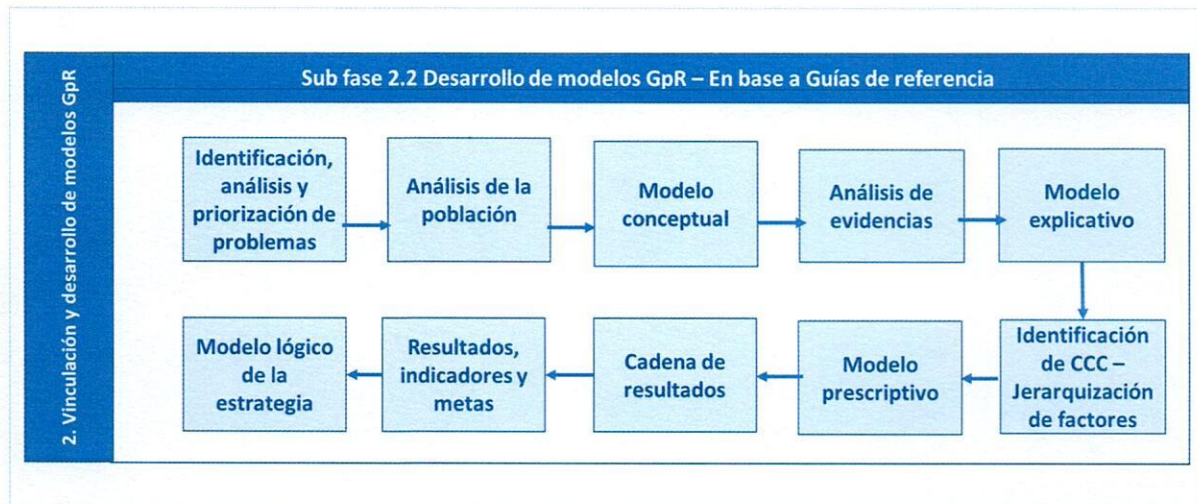 Sub fase 2.2 Desarrollo de modelos GpR – En base a Guías de referencia
2. Vinculación y desarrollo de modelos GpR
Identificación,
análisis y
priorización de
problemas
Análisis de la
población
Modelo
conceptual
Análisis de
evidencias
Modelo
explicativo
Identificación
de CCC –
Jerarquización
de factores
Modelo
prescriptivo
Cadena de
resultados
Resultados,
indicadores y
metas
Modelo lógico
de la
estrategia